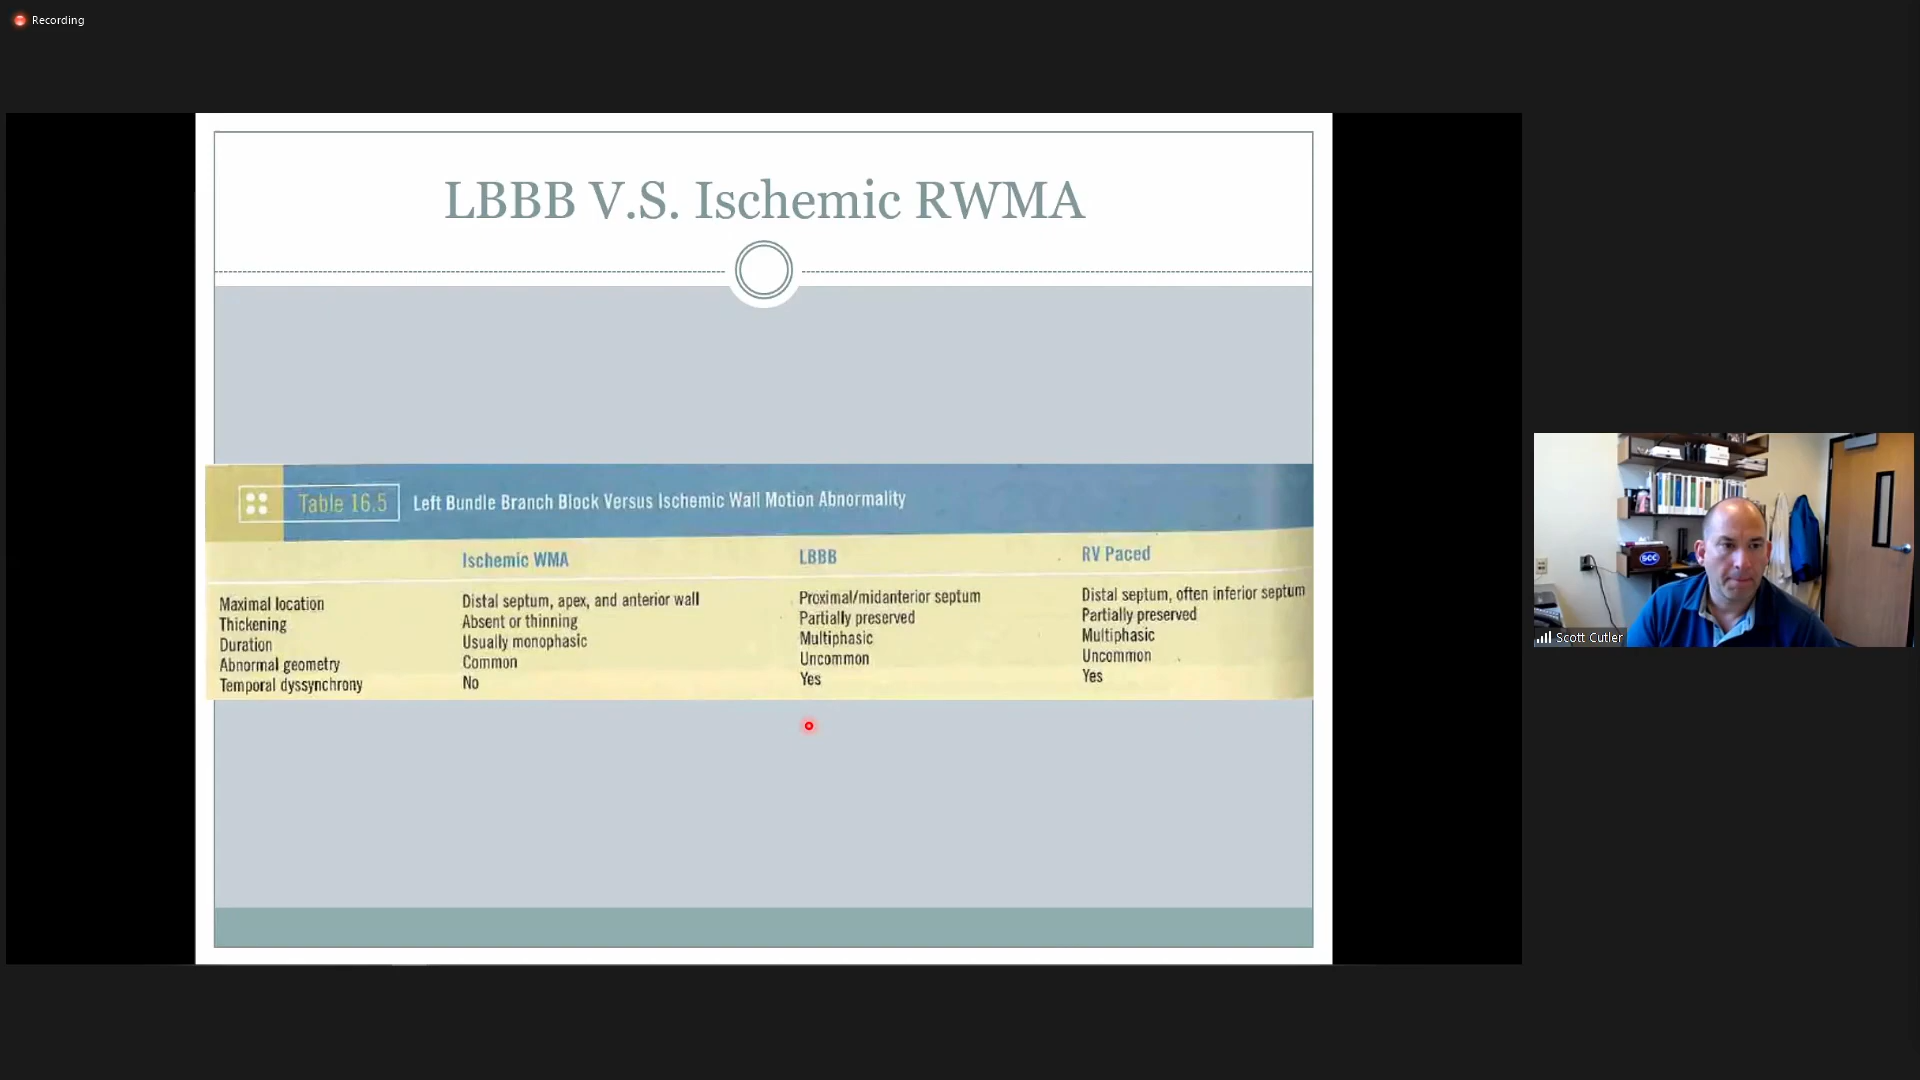 Recording
LBBB V.S. Ischemic RWMA
Table 16.5 Left Bundle Branch Block Versus Ischemic Wall Motion Abnormality
Ischemic WMA LBBB RV Paced
Maximal location Distal septum, apex, and anterior wall Proximal/midanterior septum Distal septum, often inferior septum
Thickening Absent or thinning Partially preserved Partially preserved
Duration Usually monophasic Multiphasic Multiphasic
Abnormal geometry Common Uncommon Uncommon
Temporal dyssynchrony No Yes Yes
SCC
Scott Cutler